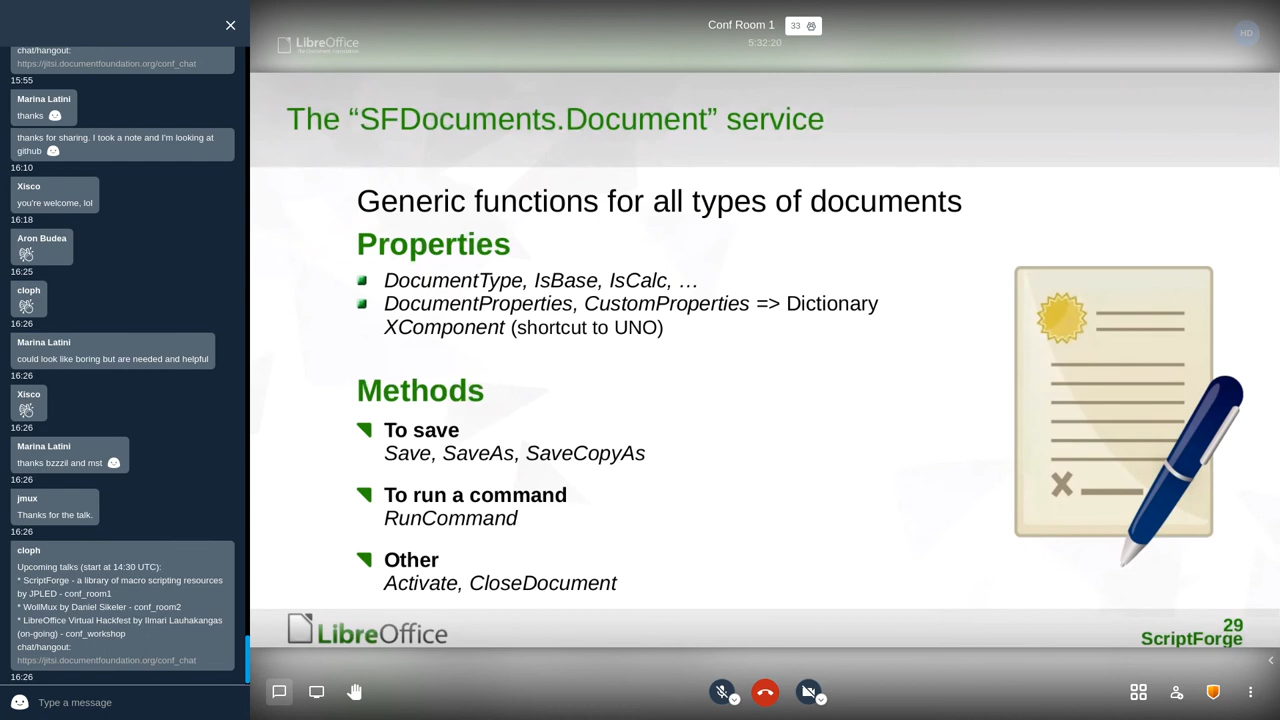 chat/hangout:
https://jitsi.documentfoundation.org/conf_chat
15:55
Marina Latini
thanks
thanks for sharing. I took a note and I'm looking at
github
16:10
Xisco
you're welcome, lol
16:18
Aron Budea
16:25
cloph
16:26
Marina Latini
could look like boring but are needed and helpful
16:26
Xisco
16:26
Marina Latini
thanks bzzzil and mst
16:26
jmux
Thanks for the talk.
16:26
cloph
Upcoming talks (start at 14:30 UTC):
* ScriptForge - a library of macro scripting resources
by JPLED - conf_room1
* WollMux by Daniel Sikeler - conf_room2
* LibreOffice Virtual Hackfest by Ilmari Lauhakangas
(on-going) - conf_workshop
chat/hangout:
https://jitsi.documentfoundation.org/conf_chat
16:26
Type a message
Conf Room 1 33
5:32:20
HD
LibreOffice
The Document Foundation
The “SFDocuments.Document” service
Generic functions for all types of documents
Properties
DocumentType, IsBase, IsCalc, …
DocumentProperties, CustomProperties => Dictionary
XComponent (shortcut to UNO)
Methods
To save
Save, SaveAs, SaveCopyAs
To run a command
RunCommand
Other
Activate, CloseDocument
LibreOffice
29
ScriptForge